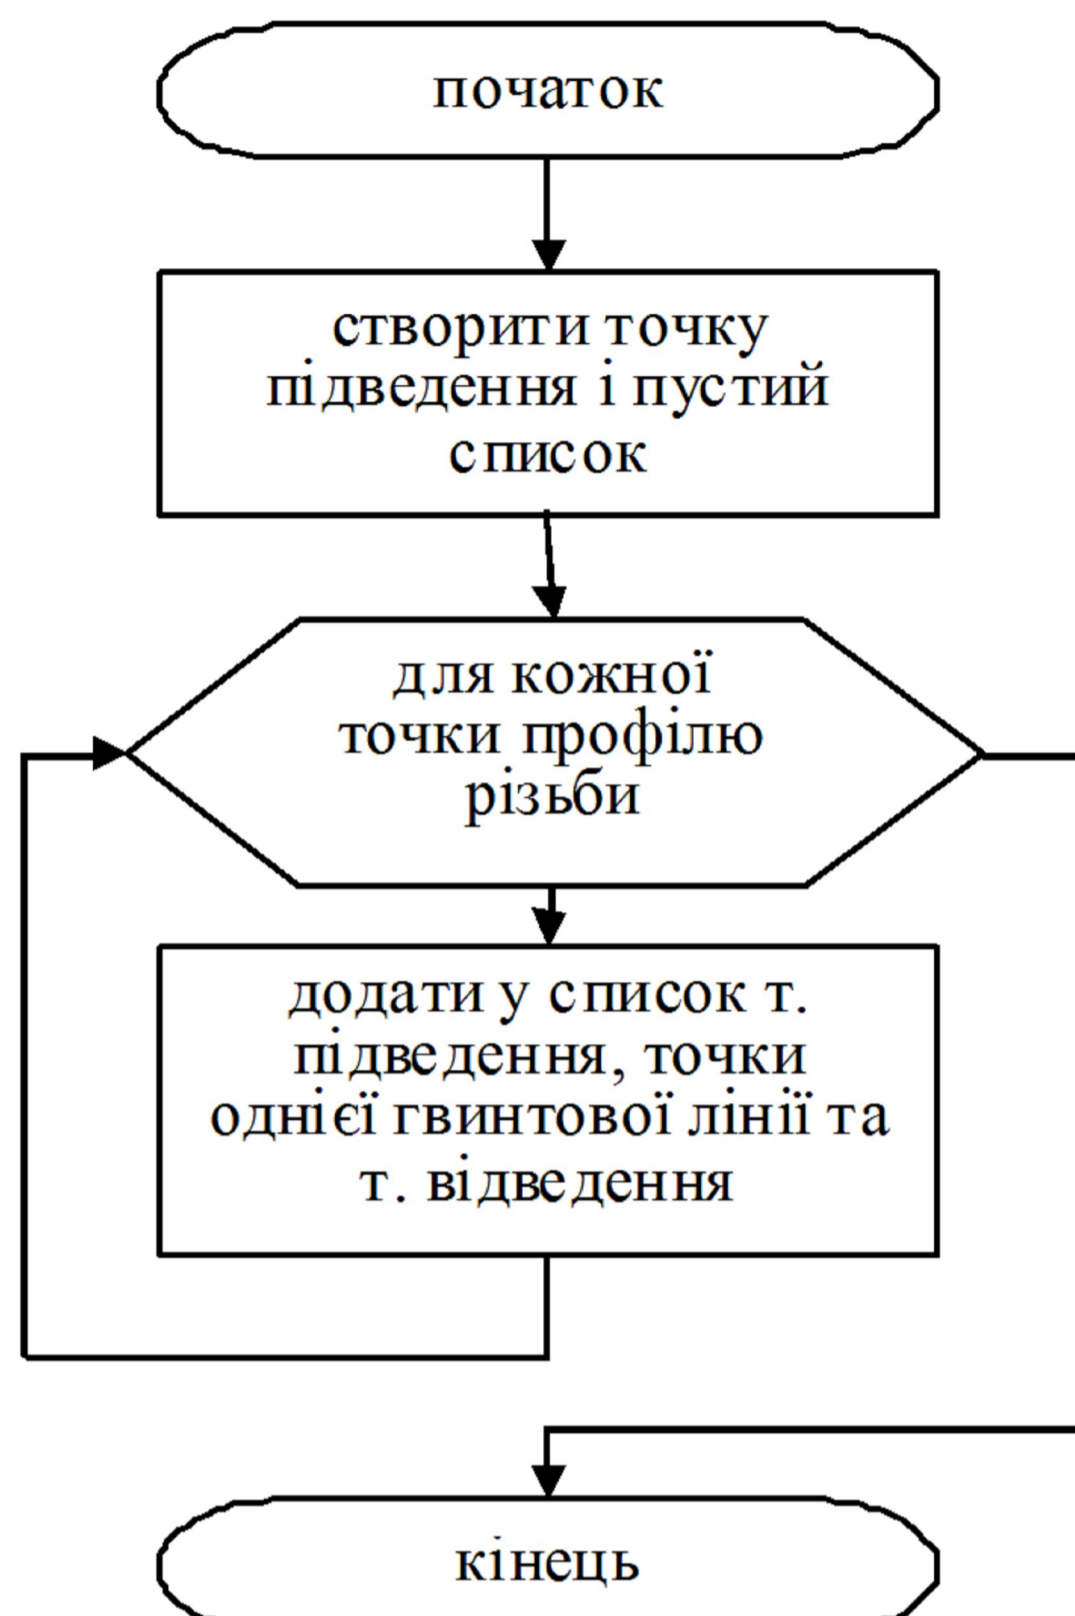 початок
створити точку
підведення і пустий
список
для кожної
точки профілю
різьби
додати у список т.
підведення, точки
однієї гвинтової лінії та
т. відведення
кінець